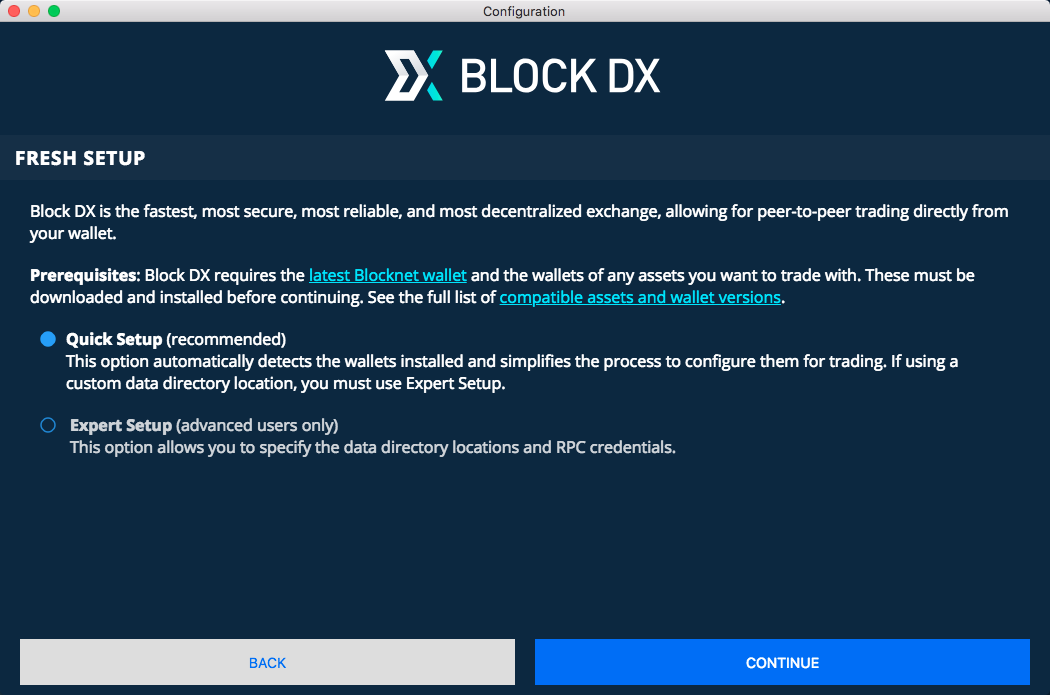 Configuration
BLOCK DX
FRESH SETUP
Block DX is the fastest, most secure, most reliable, and most decentralized exchange, allowing for peer-to-peer trading directly from
your wallet.
Prerequisites: Block DX requires the latest Blocknet wallet and the wallets of any assets you want to trade with. These must be
downloaded and installed before continuing. See the full list of compatible assets and wallet versions.
Quick Setup (recommended)
This option automatically detects the wallets installed and simplifies the process to configure them for trading. If using a
custom data directory location, you must use Expert Setup.
Expert Setup (advanced users only)
This option allows you to specify the data directory locations and RPC credentials.
BACK
CONTINUE